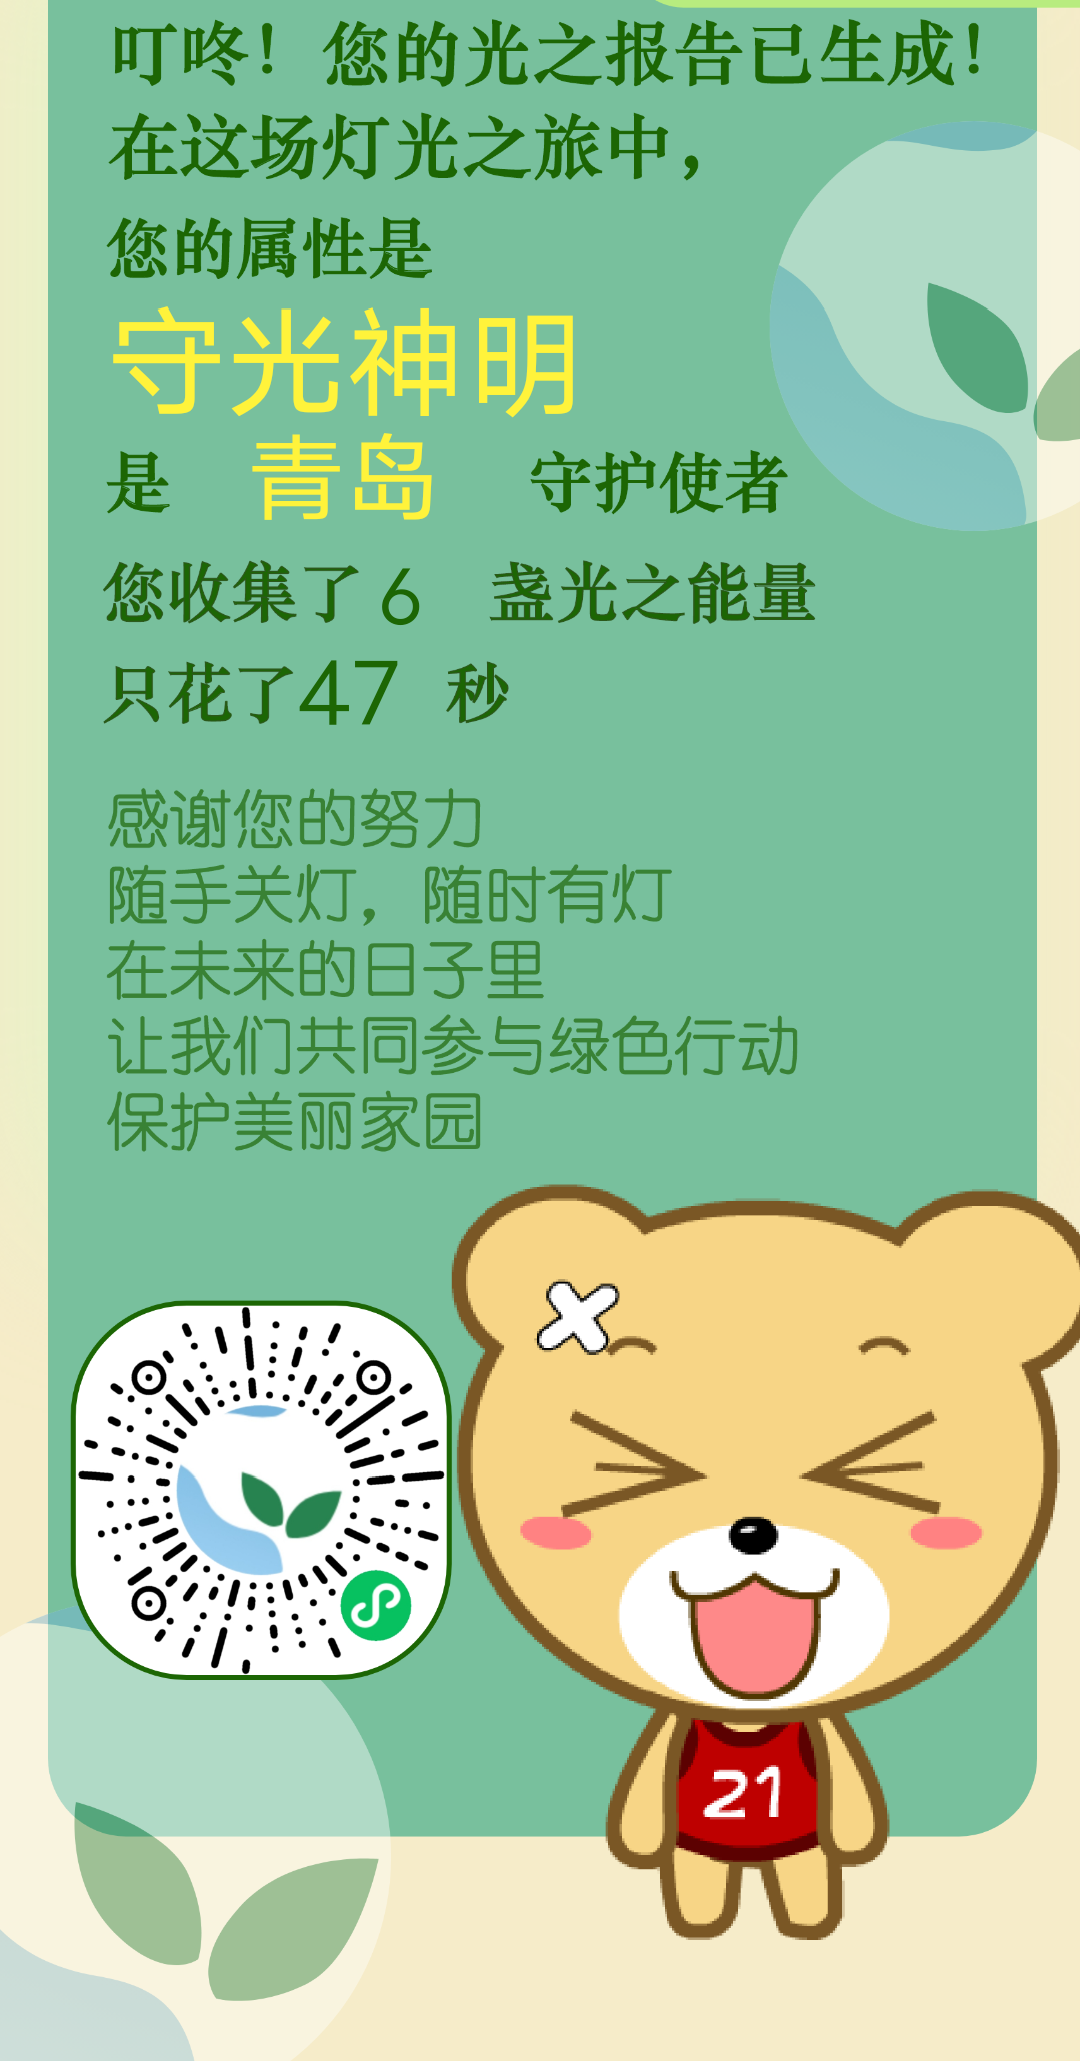 叮咚！您的光之报告已生成！
在这场灯光之旅中，
您的属性是
守光神明
是 青岛 守护使者
您收集了6 盏光之能量
只花了47 秒
感谢您的努力
随手关灯，随时有灯
在未来的日子里
让我们共同参与绿色行动
保护美丽家园
21